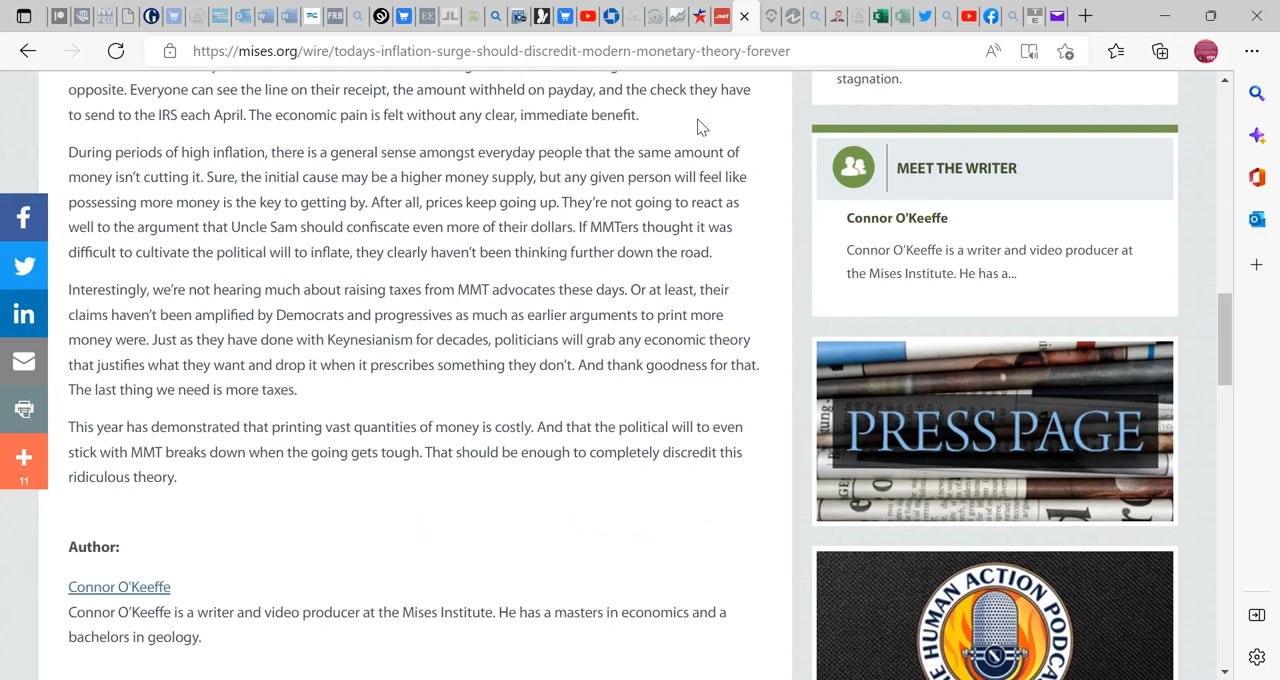 https://mises.org/wire/todays-inflation-surge-should-discredit-modern-monetary-theory-forever
opposite. Everyone can see the line on their receipt, the amount withheld on payday, and the check they have
to send to the IRS each April. The economic pain is felt without any clear, immediate benefit.
During periods of high inflation, there is a general sense amongst everyday people that the same amount of
money isn’t cutting it. Sure, the initial cause may be a higher money supply, but any given person will feel like
possessing more money is the key to getting by. After all, prices keep going up. They’re not going to react as
well to the argument that Uncle Sam should confiscate even more of their dollars. If MMTers thought it was
difficult to cultivate the political will to inflate, they clearly haven’t been thinking further down the road.
Interestingly, we’re not hearing much about raising taxes from MMT advocates these days. Or at least, their
claims haven’t been amplified by Democrats and progressives as much as earlier arguments to print more
money were. Just as they have done with Keynesianism for decades, politicians will grab any economic theory
that justifies what they want and drop it when it prescribes something they don’t. And thank goodness for that.
The last thing we need is more taxes.
This year has demonstrated that printing vast quantities of money is costly. And that the political will to even
stick with MMT breaks down when the going gets tough. That should be enough to completely discredit this
ridiculous theory.
Author:
Connor O'Keeffe
Connor O’Keeffe is a writer and video producer at the Mises Institute. He has a masters in economics and a
bachelors in geology.
11
stagnation.
MEET THE WRITER
Connor O'Keeffe
Connor O’Keeffe is a writer and video producer at
the Mises Institute. He has a...
PRESS PAGE
THE HUMAN ACTION PODCAST